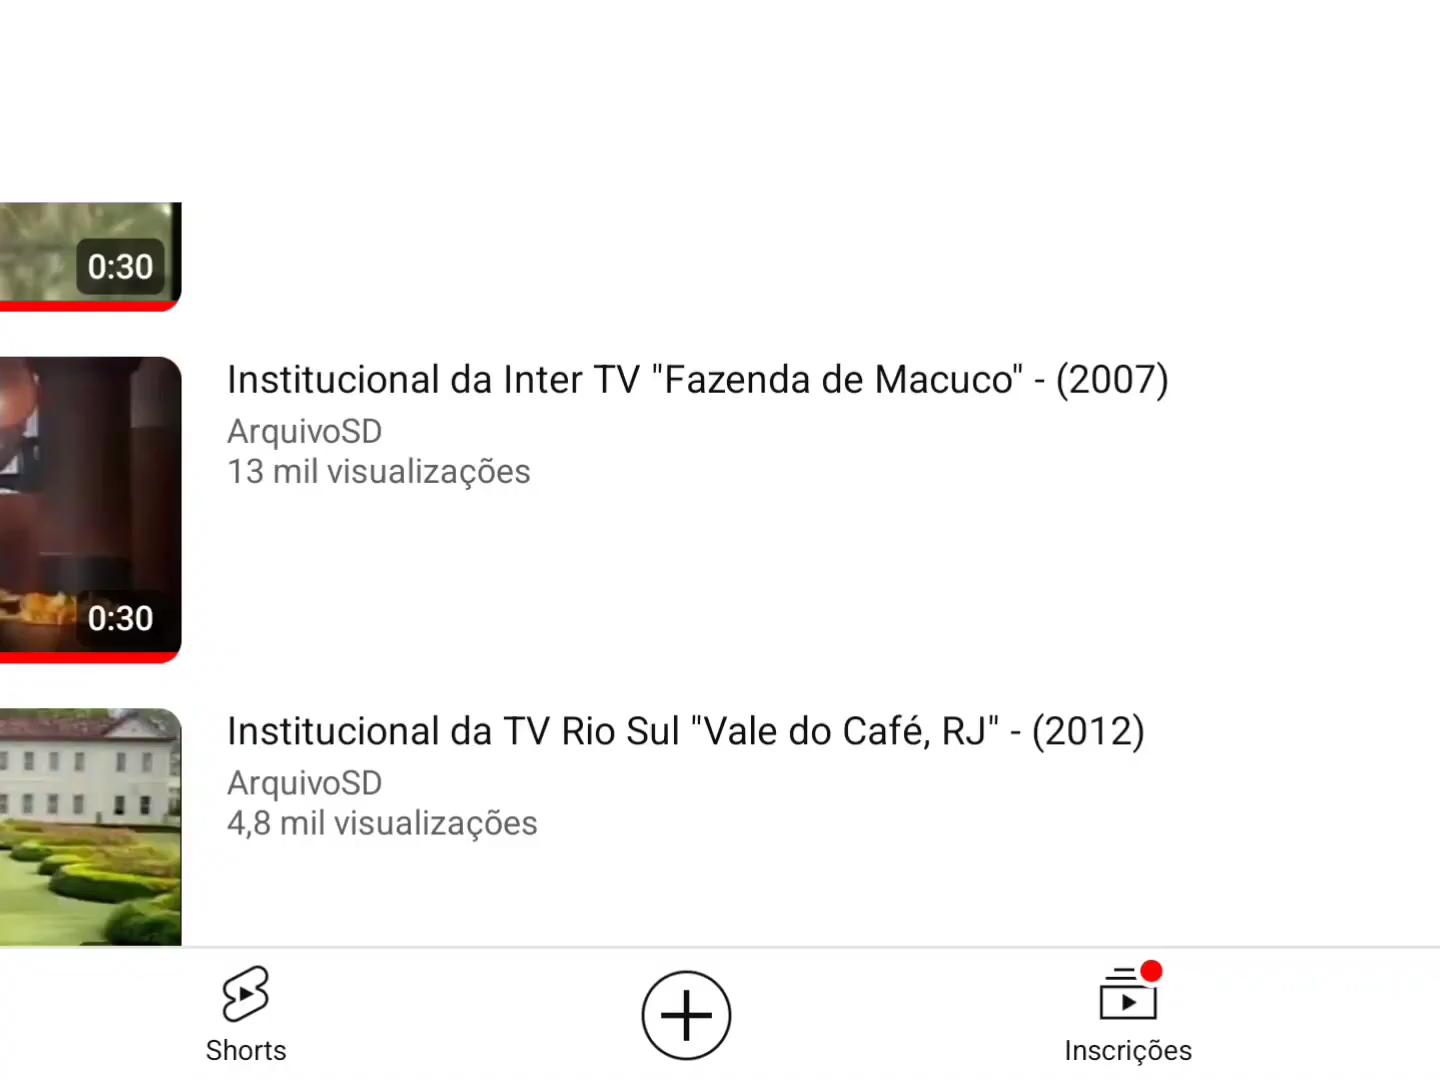 0:30
Institucional da Inter TV "Fazenda de Macuco" - (2007)
ArquivoSD
13 mil visualizações
0:30
Institucional da TV Rio Sul "Vale do Café, RJ" - (2012)
ArquivoSD
4,8 mil visualizações
Shorts
Inscrições